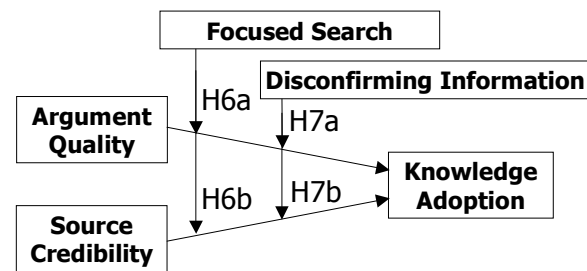 Focused Search
Disconfirming Information
H6a
Argument
Quality
H7a
Knowledge
Adoption
H6b
H7b
Source
Credibility